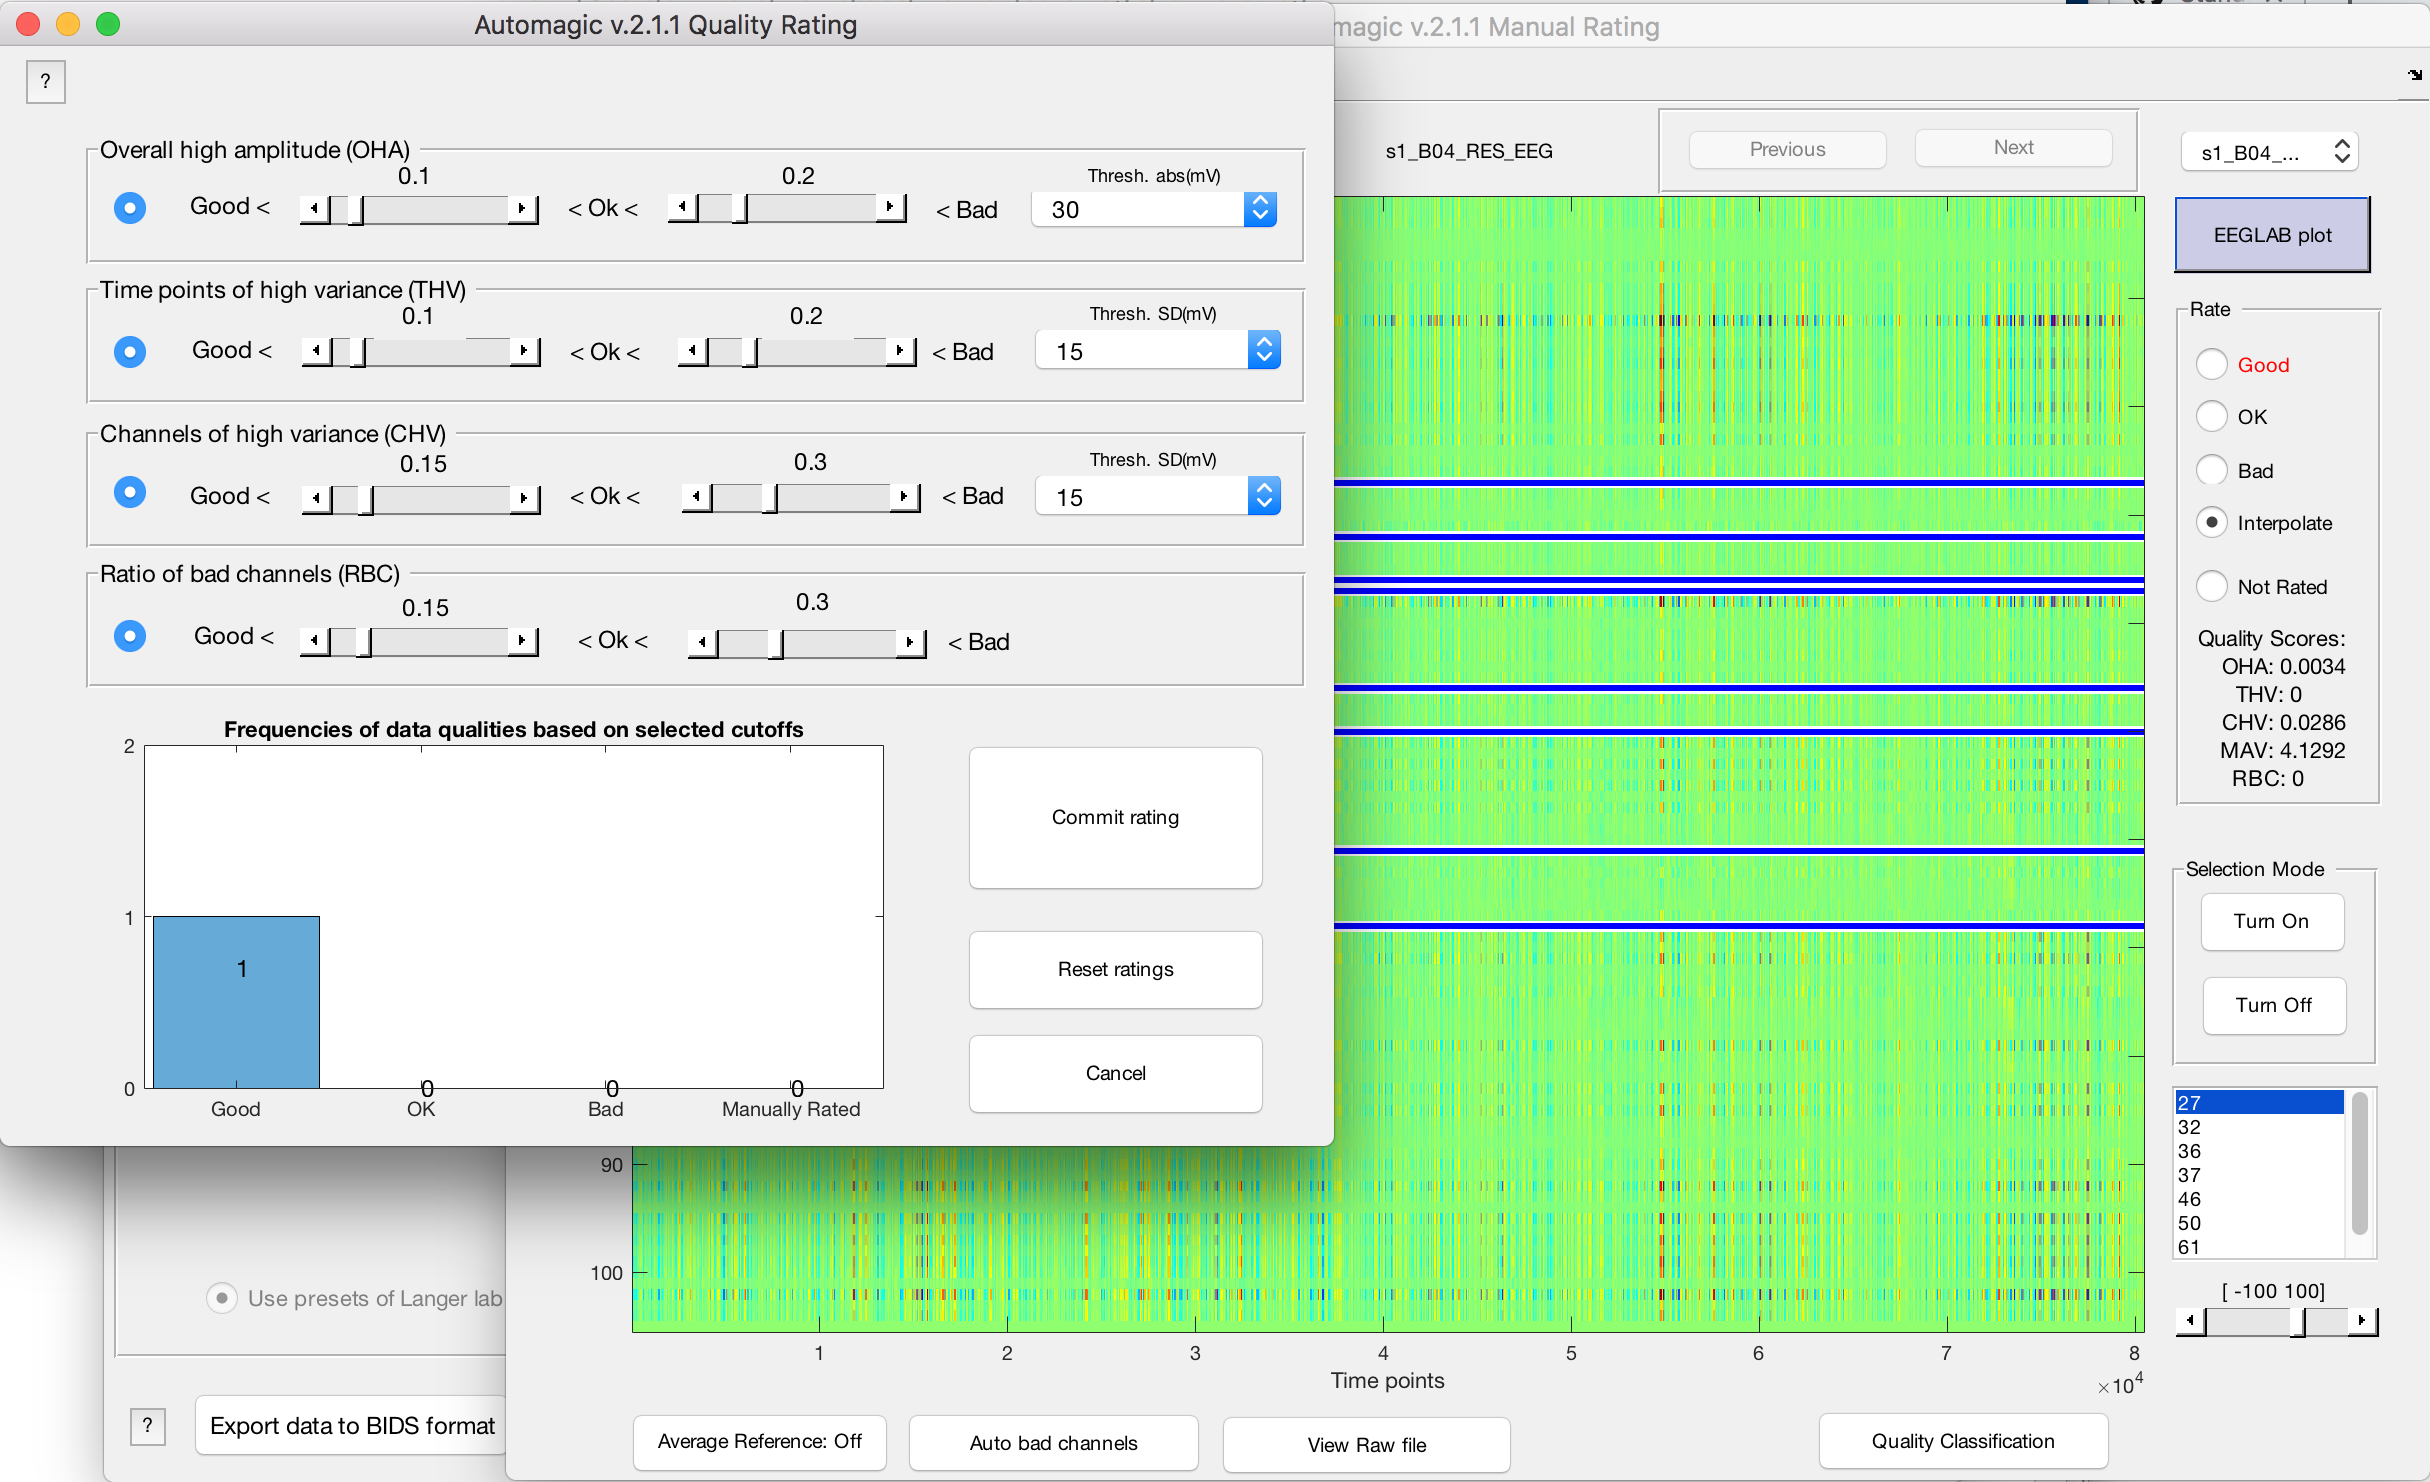 Automagic v.2.1.1 Quality Rating
magic v.2.1.1 Manual Rating
?
Overall high amplitude (OHA)
0.1
0.2
Thresh. abs(mV)
Good <
< Ok <
< Bad
30
Time points of high variance (THV)
0.1
0.2
Thresh. SD(mV)
Good <
< Ok <
< Bad
15
Channels of high variance (CHV)
0.15
0.3
Thresh. SD(mV)
Good <
< Ok <
< Bad
15
Ratio of bad channels (RBC)
0.15
0.3
Good <
< Ok <
< Bad
Frequencies of data qualities based on selected cutoffs
2
1
0
1
0
0
0
Good
OK
Bad
Manually Rated
Commit rating
Reset ratings
Cancel
s1_B04_RES_EEG
Previous
Next
s1_B04_...
EEGLAB plot
Rate
Good
OK
Bad
Interpolate
Not Rated
Quality Scores:
OHA: 0.0034
THV: 0
CHV: 0.0286
MAV: 4.1292
RBC: 0
Selection Mode
Turn On
Turn Off
27
32
36
37
46
50
61
[ -100 100]
90
100
1
2
3
4
5
6
7
8
×10⁴
Time points
Use presets of Langer lab
?
Export data to BIDS format
Average Reference: Off
Auto bad channels
View Raw file
Quality Classification